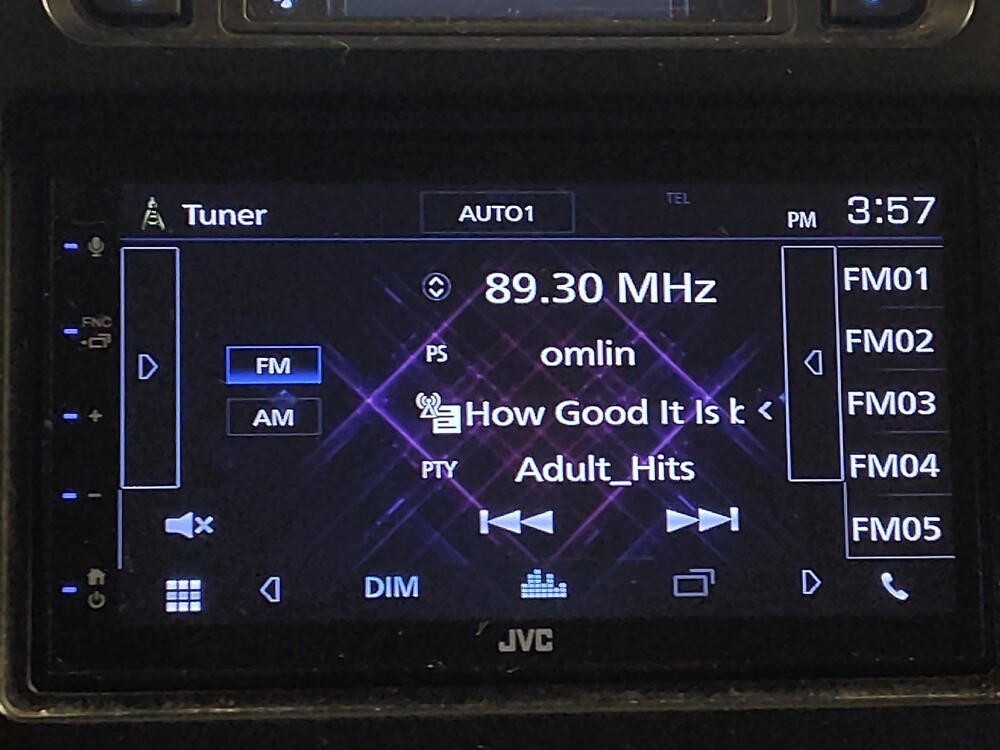 Tuner
AUTO1
TEL
PM 3:57
89.30 MHz
PS omlin
How Good It Is
PTY Adult_Hits
FM
AM
FM01
FM02
FM03
FM04
FM05
FNC
+
−
DIM
JVC